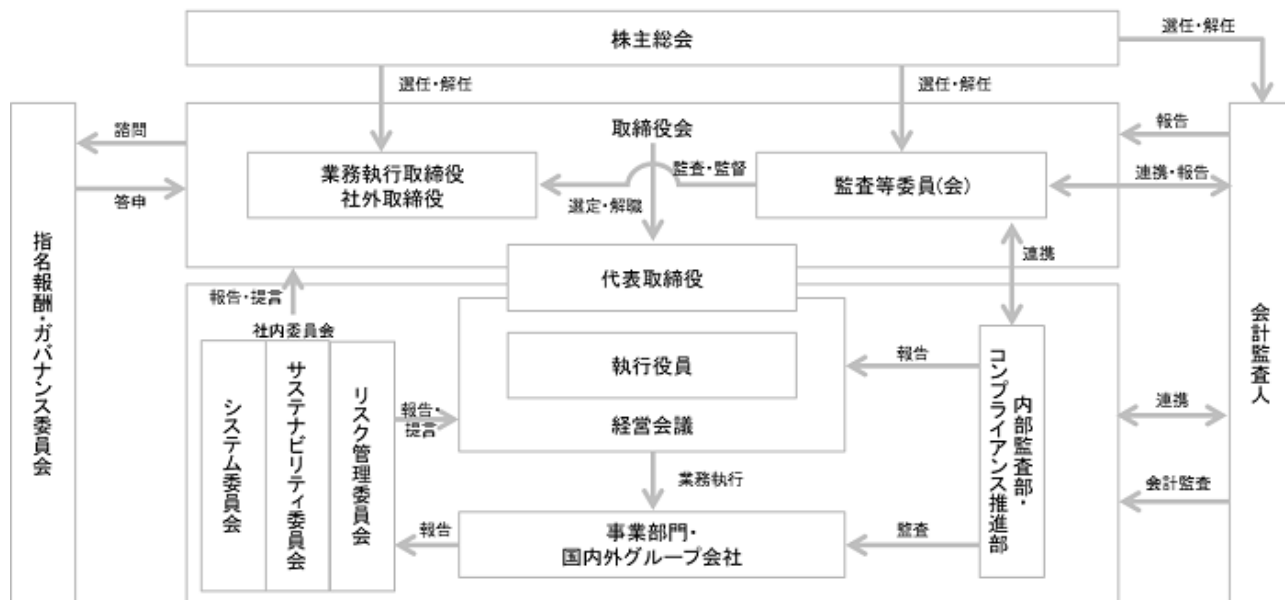 株主総会
選任・解任
選任・解任
選任・解任
諮問
取締役会
報告
業務執行取締役
社外取締役
監査・監督
監査等委員(会)
連携・報告
答申
選定・解職
指名報酬・ガバナンス委員会
代表取締役
連携
会計監査人
報告・提言
社内委員会
システム委員会
サステナビリティ委員会
リスク管理委員会
執行役員
報告
内部監査部・
コンプライアンス推進部
報告・
提言
経営会議
連携
業務執行
会計監査
報告
事業部門・
国内外グループ会社
監査